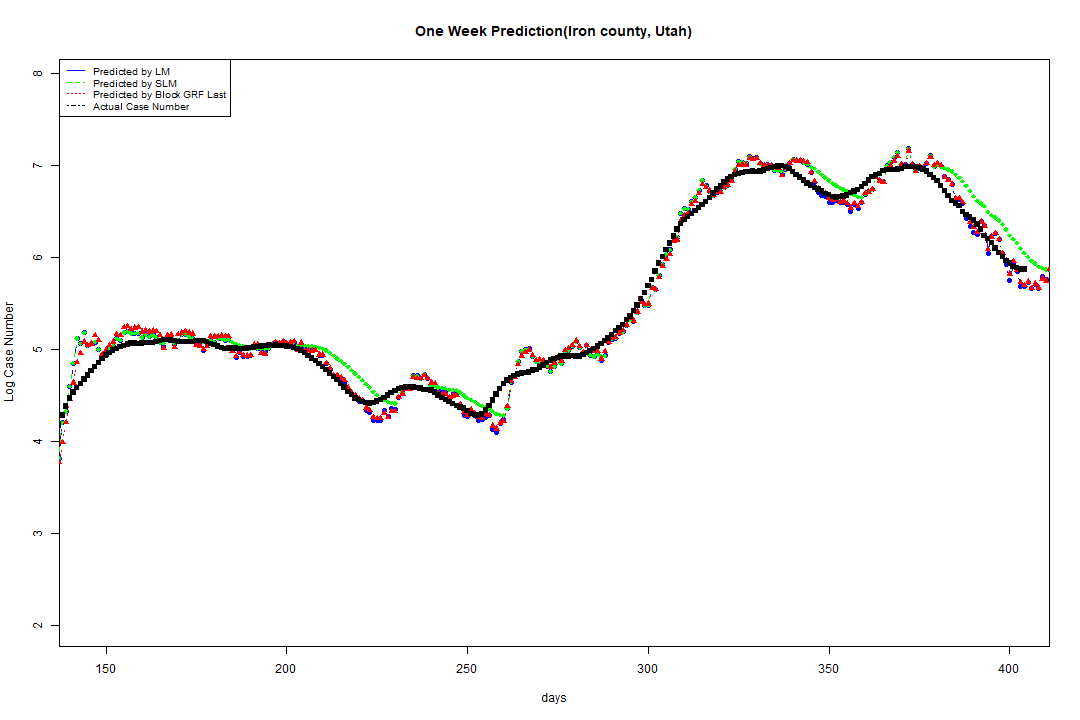 One Week Prediction(Iron county, Utah)
Predicted by LM
Predicted by SLM
Predicted by Block GRF Last
Actual Case Number
8
7
6
5
4
3
2
Log Case Number
150 200 250 300 350 400
days